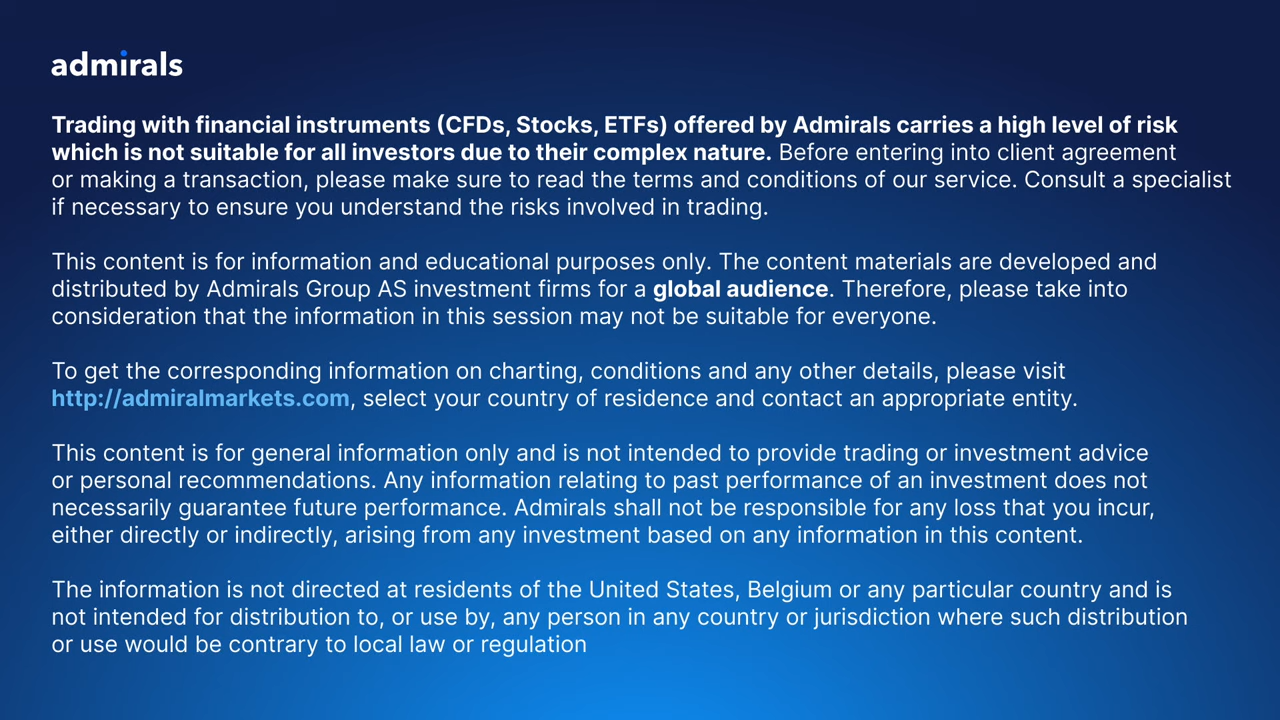 admirals
Trading with financial instruments (CFDs, Stocks, ETFs) offered by Admirals carries a high level of risk
which is not suitable for all investors due to their complex nature. Before entering into client agreement
or making a transaction, please make sure to read the terms and conditions of our service. Consult a specialist
if necessary to ensure you understand the risks involved in trading.
This content is for information and educational purposes only. The content materials are developed and
distributed by Admirals Group AS investment firms for a global audience. Therefore, please take into
consideration that the information in this session may not be suitable for everyone.
To get the corresponding information on charting, conditions and any other details, please visit
http://admiralmarkets.com, select your country of residence and contact an appropriate entity.
This content is for general information only and is not intended to provide trading or investment advice
or personal recommendations. Any information relating to past performance of an investment does not
necessarily guarantee future performance. Admirals shall not be responsible for any loss that you incur,
either directly or indirectly, arising from any investment based on any information in this content.
The information is not directed at residents of the United States, Belgium or any particular country and is
not intended for distribution to, or use by, any person in any country or jurisdiction where such distribution
or use would be contrary to local law or regulation